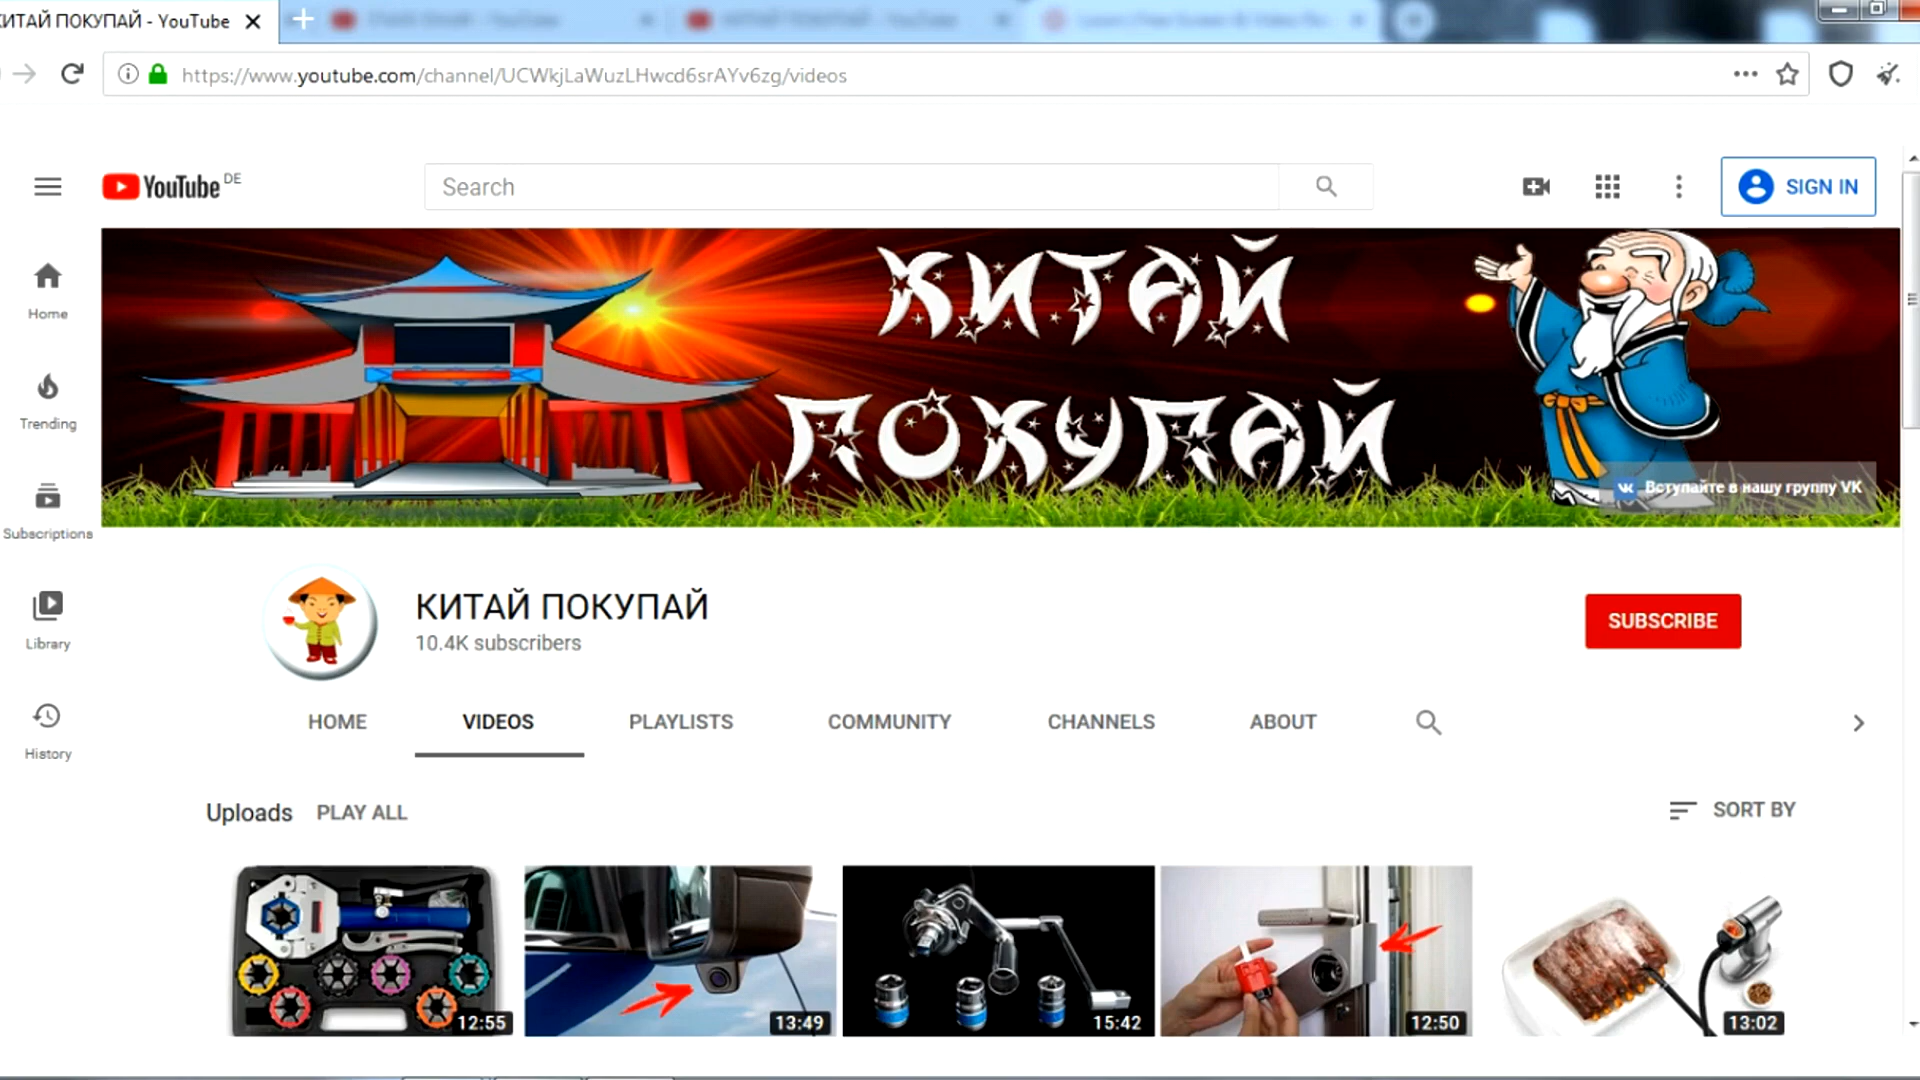 КИТАЙ ПОКУПАЙ - YouTube
https://www.youtube.com/channel/UCWkjLaWuzLHwcd6srAYv6zg/videos
YouTube DE
Search
SIGN IN
Home
Trending
Subscriptions
Library
History
КИТАЙ
ПОКУПАЙ
Вступайте в нашу группу VK
КИТАЙ ПОКУПАЙ
10.4K subscribers
SUBSCRIBE
HOME VIDEOS PLAYLISTS COMMUNITY CHANNELS ABOUT
Uploads PLAY ALL
SORT BY
12:55
13:49
15:42
12:50
13:02